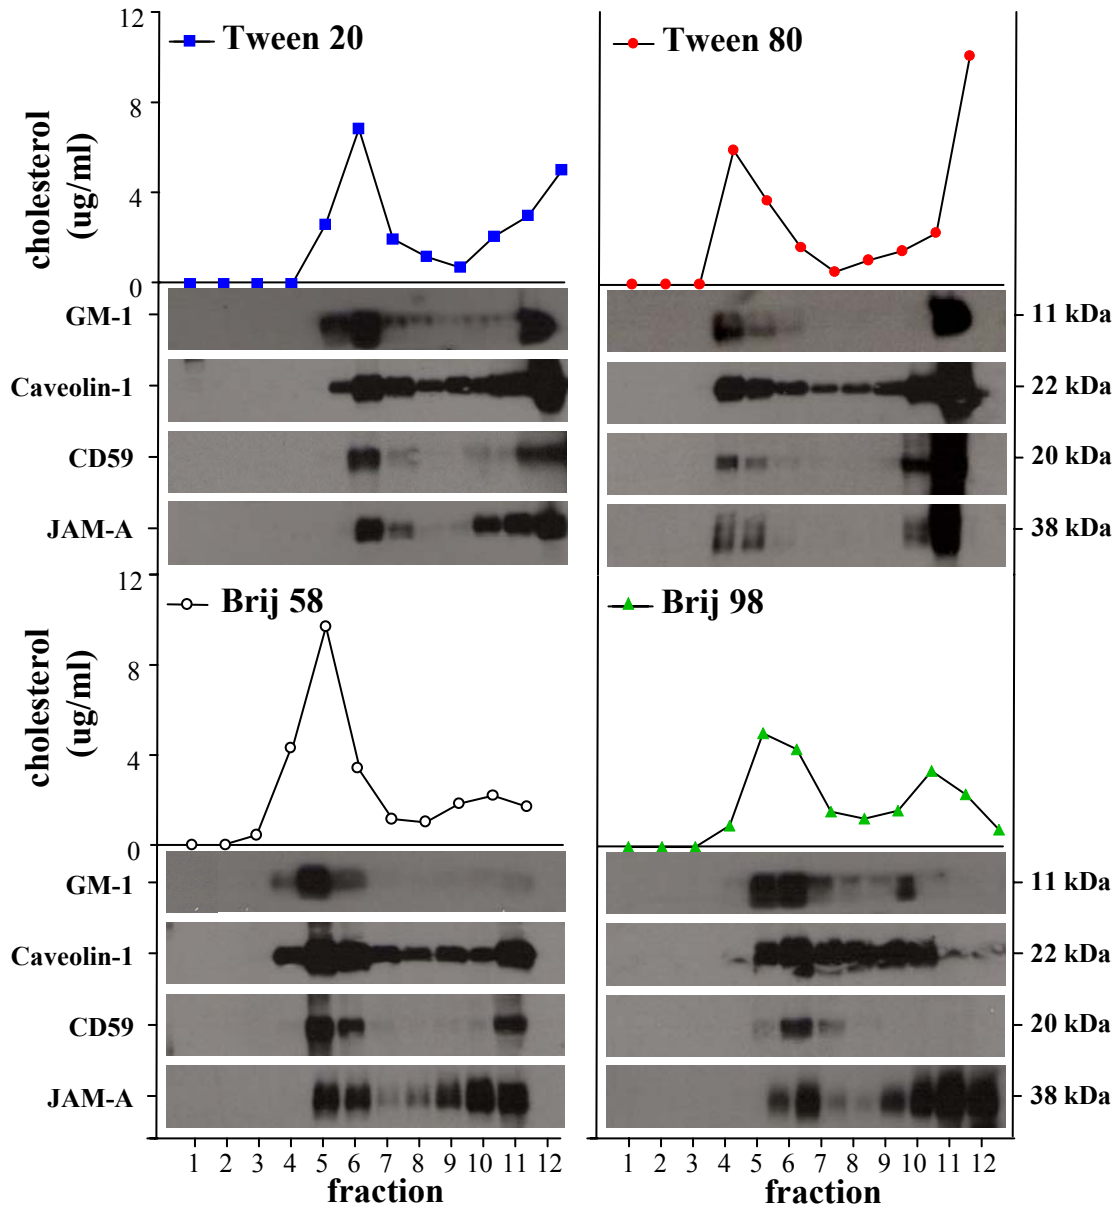 12
8
4
0
cholesterol
(ug/ml)
Tween 20
Tween 80
GM-1
11 kDa
Caveolin-1
22 kDa
CD59
20 kDa
JAM-A
38 kDa
12
8
4
0
cholesterol
(ug/ml)
Brij 58
Brij 98
GM-1
11 kDa
Caveolin-1
22 kDa
CD59
20 kDa
JAM-A
38 kDa
1 2 3 4 5 6 7 8 9 10 11 12
1 2 3 4 5 6 7 8 9 10 11 12
fraction
fraction